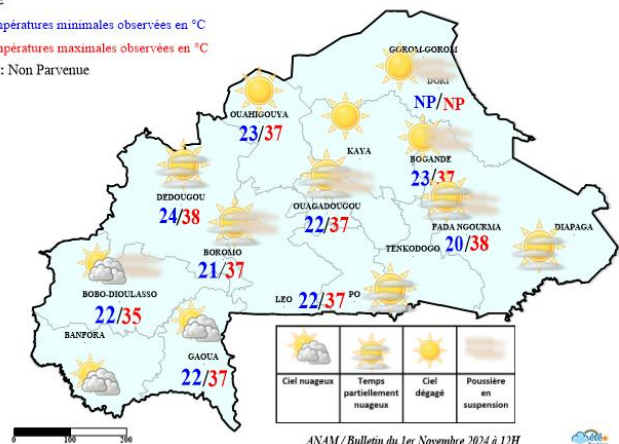 mpératures minimales observées en °C
mpératures maximales observées en °C
: Non Parvenue
GOROM-GOROM
DORI
NP/NP
OUAHIGOUYA
23/37
KAYA
BOGANDE
23/37
DEDOUGOU
24/38
OUAGADOUGOU
22/37
FADA NGOURMA
20/38
DIAPAGA
TENKODOGO
BOROMO
21/37
BOBO-DIOULASSO
22/35
LEO 22/37 PO
BANFORA
GAOUA
22/37
Ciel nuageux
Temps partiellement nuageux
Ciel dégagé
Poussière en suspension
0 100 200
ANAM / Bulletin du 1er Novembre 2024 à 12H